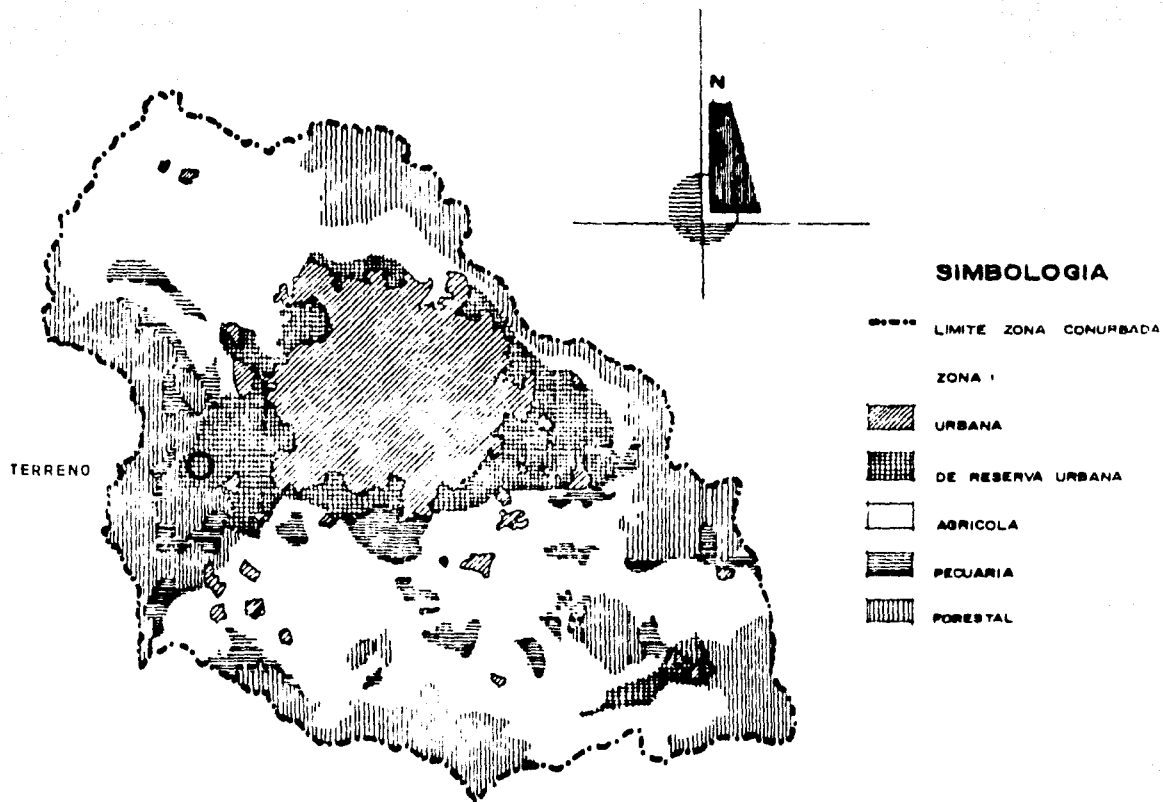 N
SIMBOLOGIA
LIMITE ZONA CONURBADA
ZONA I
URBANA
TERRENO
DE RESERVA URBANA
AGRICOLA
PECUARIA
FORESTAL